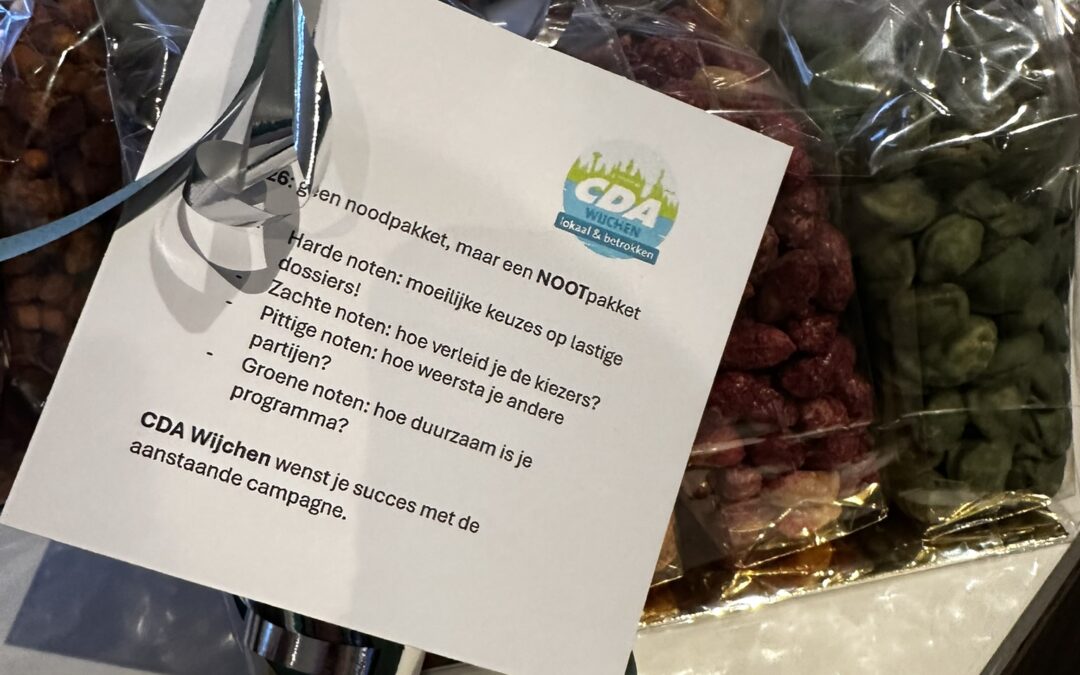 CDA
WIJCHEN
lokaal & betrokken
26: geen noodpakket, maar een NOOTpakket
- Harde noten: moeilijke keuzes op lastige
dossiers!
- Zachte noten: hoe verleid je de kiezers?
- Pittige noten: hoe weersta je andere
partijen?
- Groene noten: hoe duurzaam is je
programma?
CDA Wijchen wenst je succes met de
aanstaande campagne.